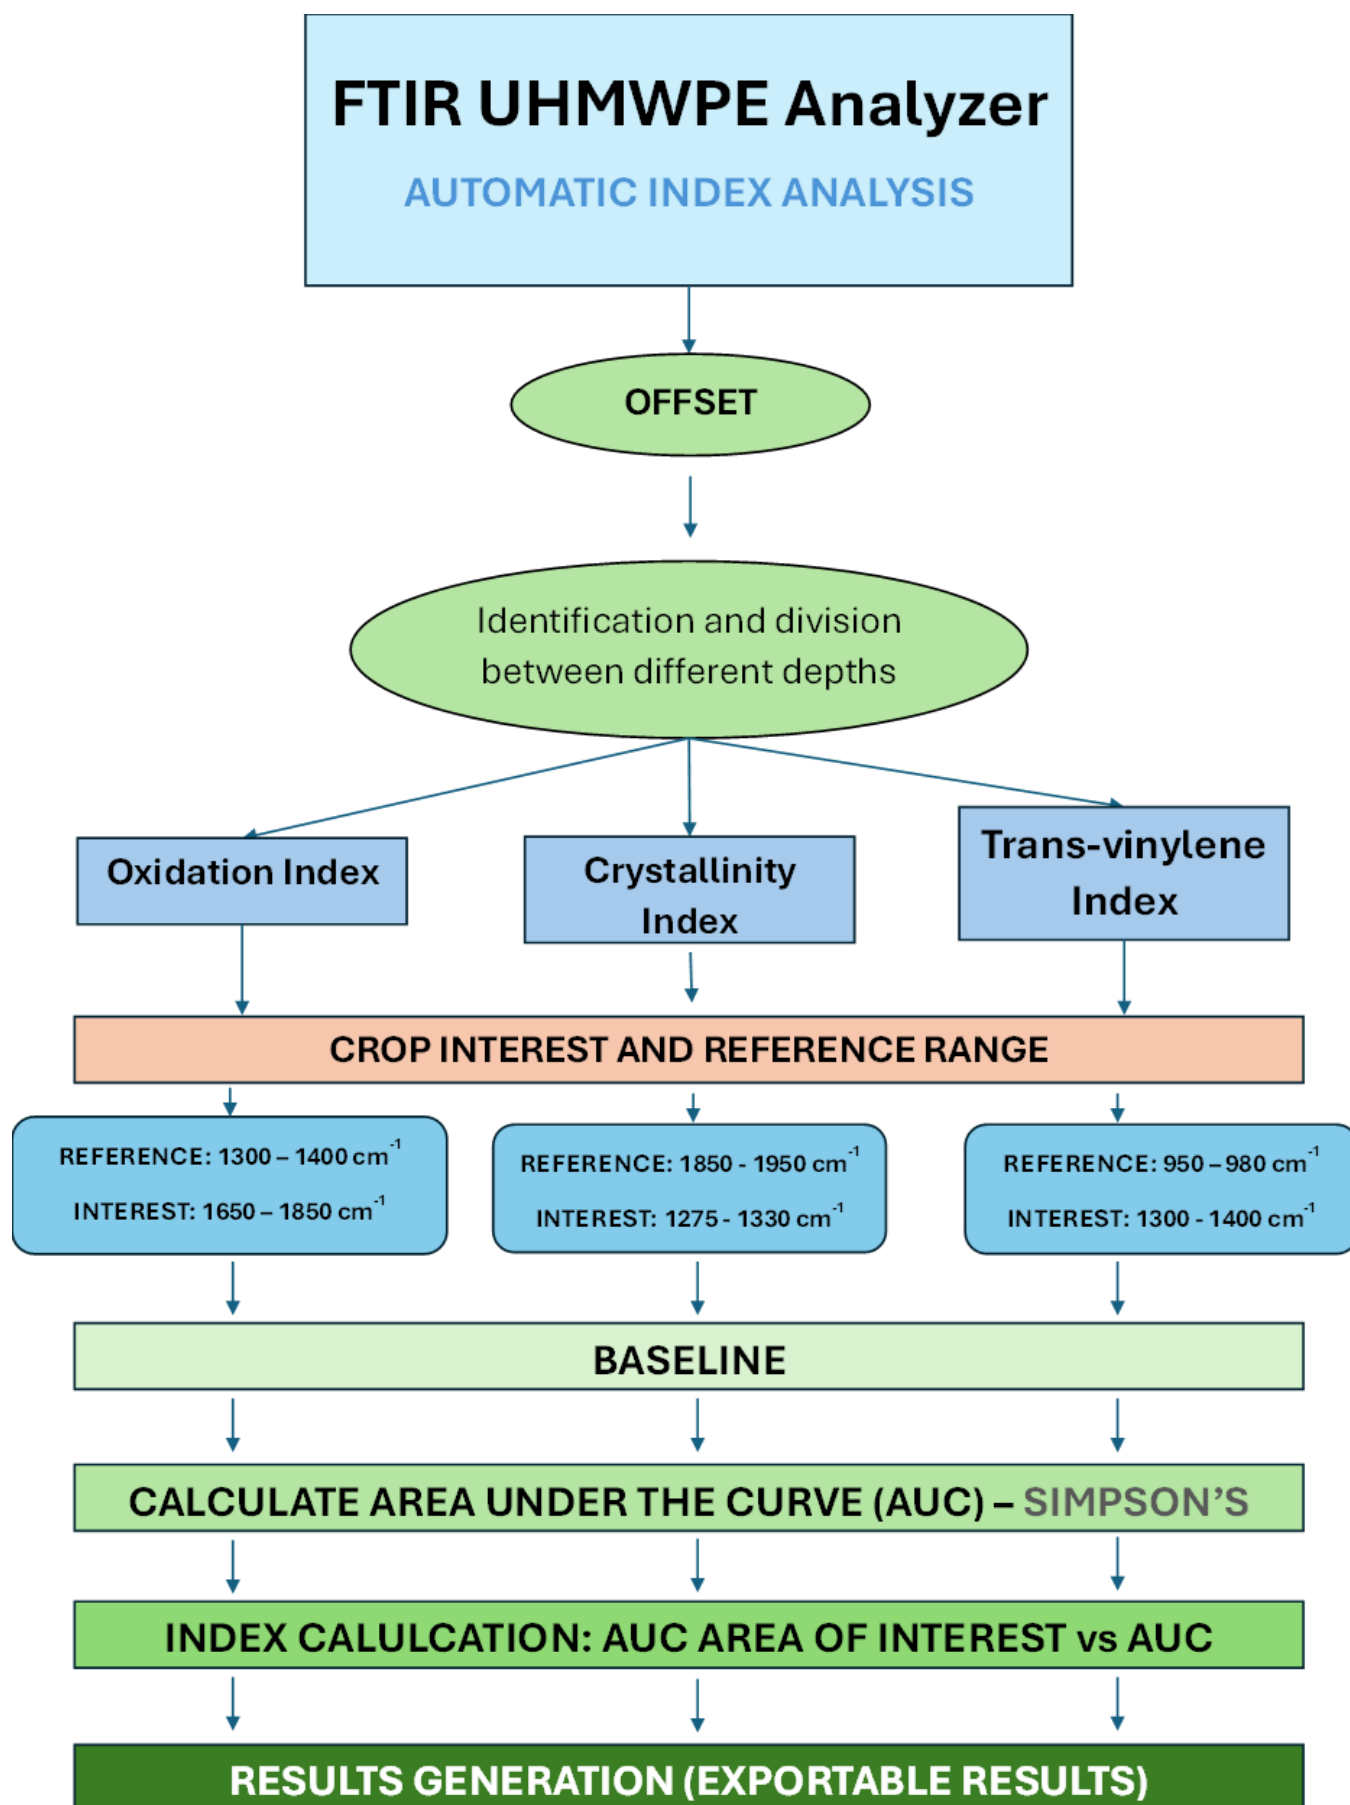 FTIR UHMWPE Analyzer
AUTOMATIC INDEX ANALYSIS
OFFSET
Identification and division
between different depths
Oxidation Index
Crystallinity
Index
Trans-vinylene
Index
CROP INTEREST AND REFERENCE RANGE
REFERENCE: 1300 – 1400 cm⁻¹
INTEREST: 1650 – 1850 cm⁻¹
REFERENCE: 1850 - 1950 cm⁻¹
INTEREST: 1275 - 1330 cm⁻¹
REFERENCE: 950 – 980 cm⁻¹
INTEREST: 1300 - 1400 cm⁻¹
BASELINE
CALCULATE AREA UNDER THE CURVE (AUC) – SIMPSON'S
INDEX CALULCATION: AUC AREA OF INTEREST vs AUC
RESULTS GENERATION (EXPORTABLE RESULTS)